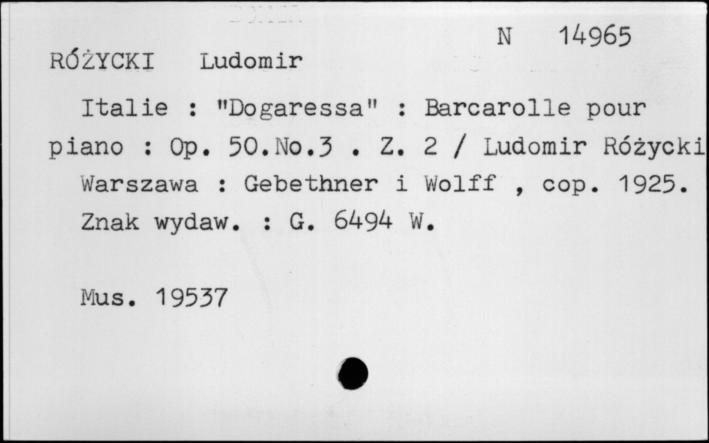 N 14965
RÓŻYCKI Ludomir
Italie : "Dogaressa" : Barcarolle pour
piano : Op. 50.No.3 . Z. 2 / Ludomir Różycki
Warszawa : Gebethner i Wolff , cop. 1925.
Znak wydaw. : G. 6494 W.
Mus. 19537